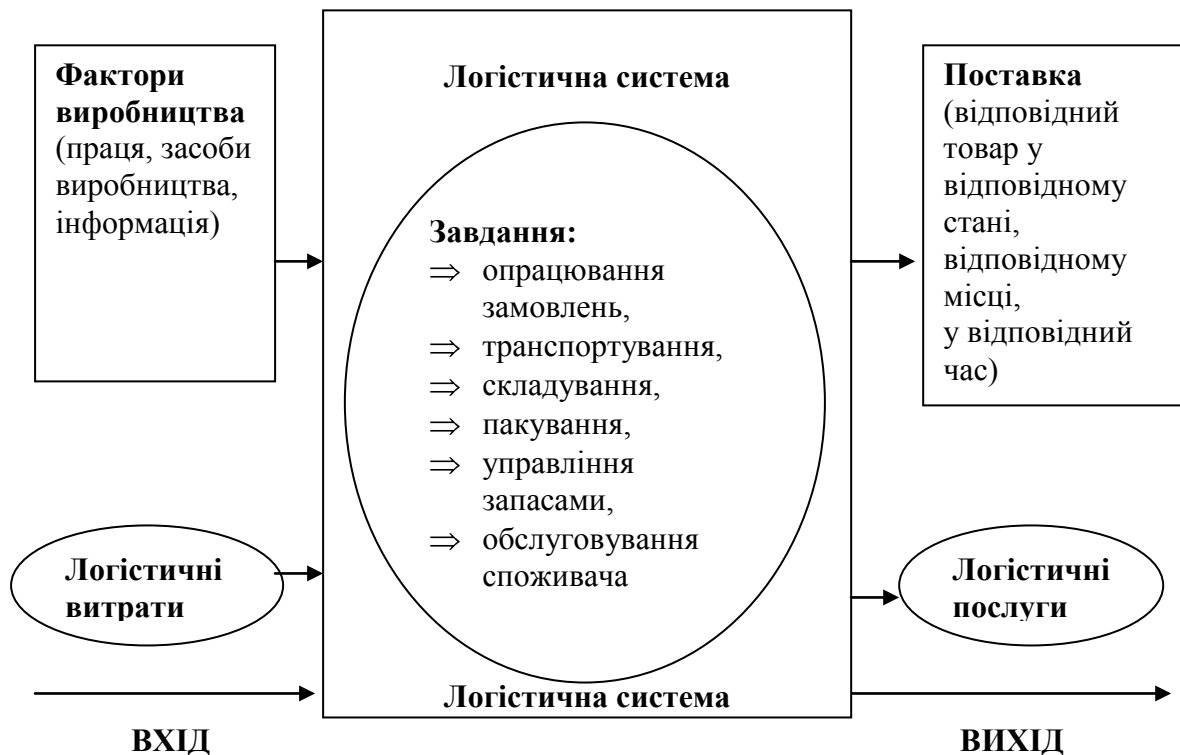 Фактори
виробництва
(праця, засоби
виробництва,
інформація)
Логістичні
витрати
ВХІД
Логістична система
Завдання:
⇒ опрацювання
замовлень,
⇒ транспортування,
⇒ складування,
⇒ пакування,
⇒ управління
запасами,
⇒ обслуговування
споживача
Логістична система
Поставка
(відповідний
товар у
відповідному
стані,
відповідному
місці,
у відповідний
час)
Логістичні
послуги
ВИХІД